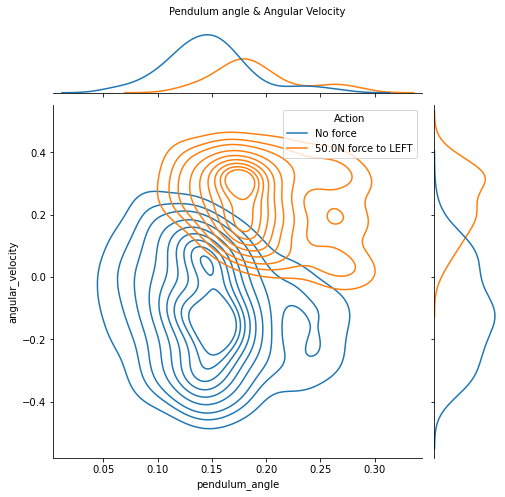 Pendulum angle & Angular Velocity
Action
No force
50.0N force to LEFT
0.4
0.2
0.0
−0.2
−0.4
angular_velocity
0.05 0.10 0.15 0.20 0.25 0.30
pendulum_angle